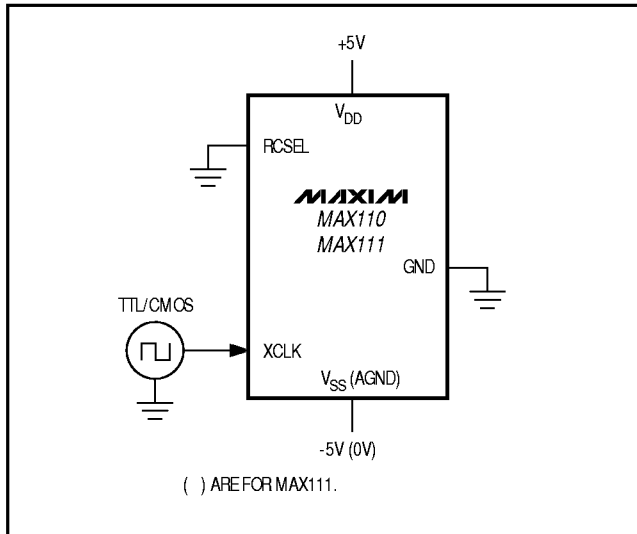 +5V
VDD
RCSEL
MAXIM
MAX110
MAX111
GND
TTL/CMOS
XCLK
VSS (AGND)
-5V (0V)
( ) ARE FOR MAX111.